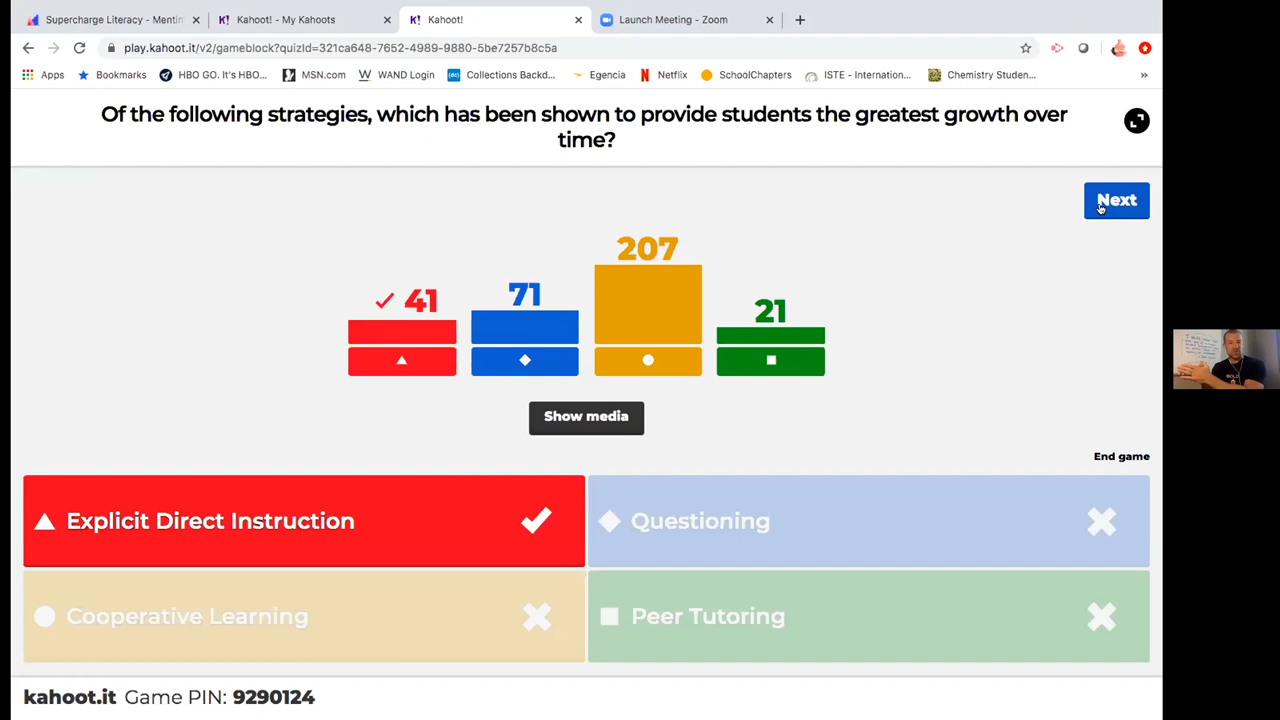 Supercharge Literacy - Mentin
Kahoot! - My Kahoots
Kahoot!
Launch Meeting - Zoom
play.kahoot.it/v2/gameblock?quizId=321ca648-7652-4989-9880-5be7257b8c5a
Apps
Bookmarks
HBO GO. It's HBO...
MSN.com
WAND Login
Collections Backd...
Egencia
Netflix
SchoolChapters
ISTE - Internation...
Chemistry Studen...
Of the following strategies, which has been shown to provide students the greatest growth over
time?
Next
41
71
207
21
Show media
End game
Explicit Direct Instruction
Questioning
Cooperative Learning
Peer Tutoring
kahoot.it Game PIN: 9290124
BOLD